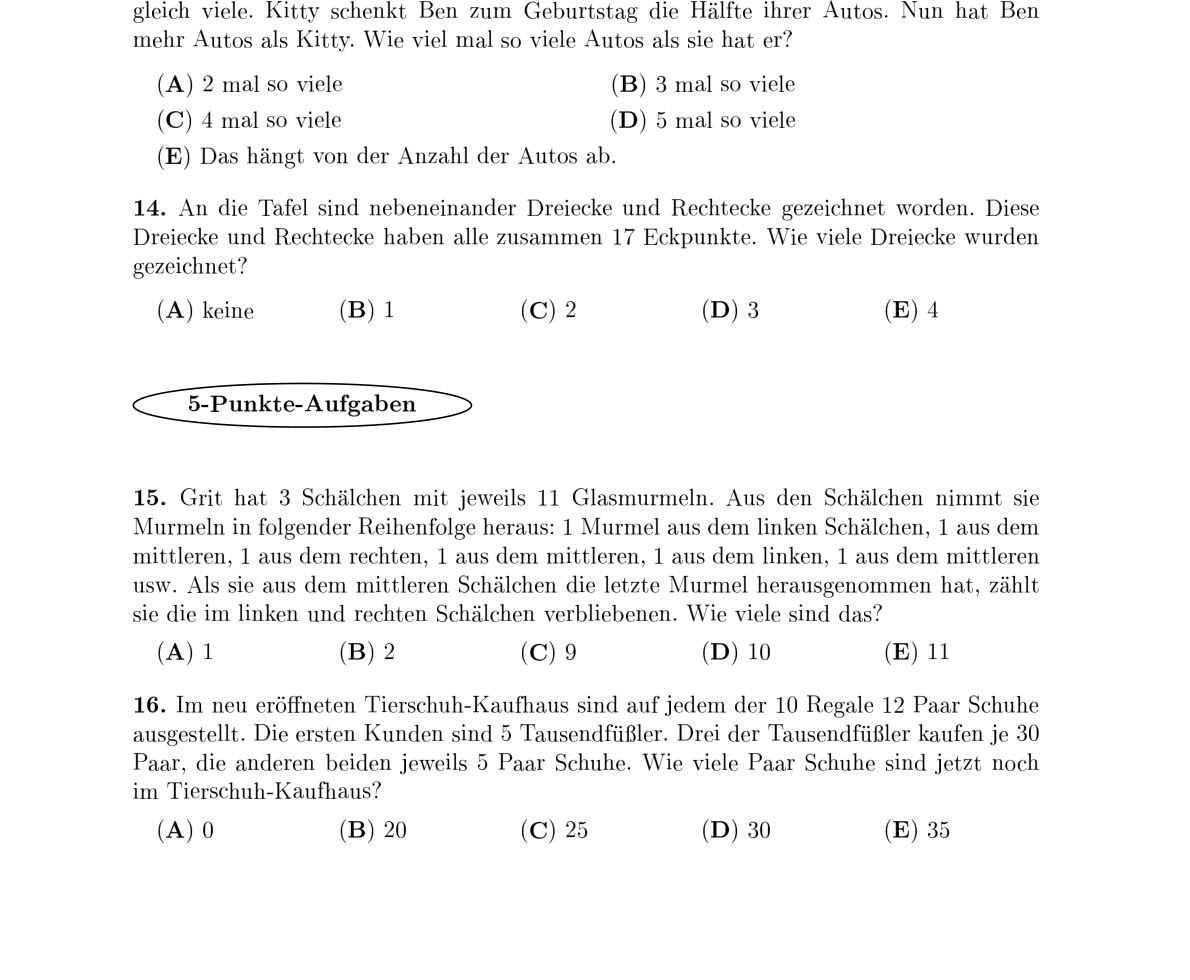 gleich viele. Kitty schenkt Ben zum Geburtstag die Hälfte ihrer Autos. Nun hat Ben
mehr Autos als Kitty. Wie viel mal so viele Autos als sie hat er?
(A) 2 mal so viele (B) 3 mal so viele
(C) 4 mal so viele (D) 5 mal so viele
(E) Das hängt von der Anzahl der Autos ab.
14. An die Tafel sind nebeneinander Dreiecke und Rechtecke gezeichnet worden. Diese
Dreiecke und Rechtecke haben alle zusammen 17 Eckpunkte. Wie viele Dreiecke wurden
gezeichnet?
(A) keine (B) 1 (C) 2 (D) 3 (E) 4
5-Punkte-Aufgaben
15. Grit hat 3 Schälchen mit jeweils 11 Glasmurmeln. Aus den Schälchen nimmt sie
Murmeln in folgender Reihenfolge heraus: 1 Murmel aus dem linken Schälchen, 1 aus dem
mittleren, 1 aus dem rechten, 1 aus dem mittleren, 1 aus dem linken, 1 aus dem mittleren
usw. Als sie aus dem mittleren Schälchen die letzte Murmel herausgenommen hat, zählt
sie die im linken und rechten Schälchen verbliebenen. Wie viele sind das?
(A) 1 (B) 2 (C) 9 (D) 10 (E) 11
16. Im neu eröffneten Tierschuh-Kaufhaus sind auf jedem der 10 Regale 12 Paar Schuhe
ausgestellt. Die ersten Kunden sind 5 Tausendfüßler. Drei der Tausendfüßler kaufen je 30
Paar, die anderen beiden jeweils 5 Paar Schuhe. Wie viele Paar Schuhe sind jetzt noch
im Tierschuh-Kaufhaus?
(A) 0 (B) 20 (C) 25 (D) 30 (E) 35